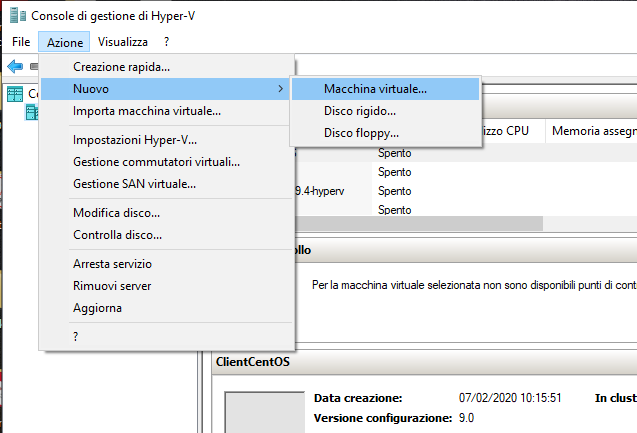 Console di gestione di Hyper-V
File Azione Visualizza ?
Creazione rapida...
Nuovo
Importa macchina virtuale...
Impostazioni Hyper-V...
Gestione commutatori virtuali...
Gestione SAN virtuale...
Modifica disco...
Controlla disco...
Arresta servizio
Rimuovi server
Aggiorna
?
Macchina virtuale...
Disco rigido...
Disco floppy...
izzo CPU Memoria assegn
Spento
Spento
9.4-hyperv Spento
Spento
ollo
Per la macchina virtuale selezionata non sono disponibili punti di cont
ClientCentOS
Data creazione: 07/02/2020 10:15:51 In clust
Versione configurazione: 9.0